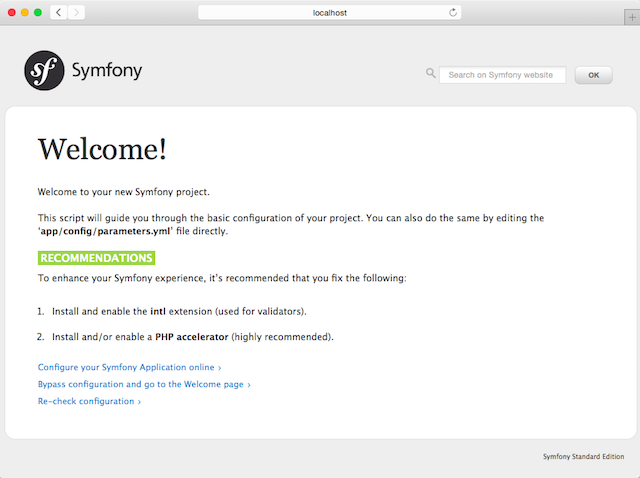 localhost
sf Symfony
Search on Symfony website
OK
Welcome!
Welcome to your new Symfony project.
This script will guide you through the basic configuration of your project. You can also do the same by editing the
‘app/config/parameters.yml’ file directly.
RECOMMENDATIONS
To enhance your Symfony experience, it’s recommended that you fix the following:
1. Install and enable the intl extension (used for validators).
2. Install and/or enable a PHP accelerator (highly recommended).
Configure your Symfony Application online ›
Bypass configuration and go to the Welcome page ›
Re-check configuration ›
Symfony Standard Edition